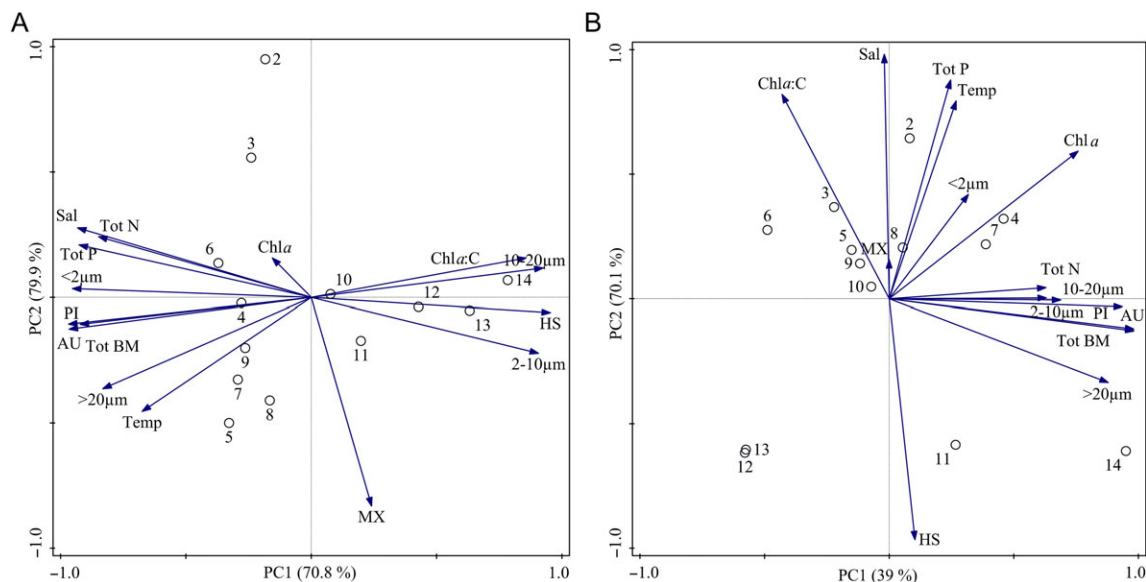 A
1.0
PC2 (79.9 %)
-1.0
-1.0
PC1 (70.8 %)
1.0
2
3
Sal
Tot N
Tot P
6
Chl a
<2µm
10-20µm
Chl a:C
10
14
12
4
13
HS
PI
AU
Tot BM
9
11
2-10µm
>20µm
7
8
Temp
5
MX
B
1.0
PC2 (70.1 %)
-1.0
-1.0
PC1 (39 %)
1.0
Sal
Tot P
Chl a:C
Temp
2
Chl a
<2µm
3
6
4
5
8
7
MX
9
10
Tot N
10-20µm
2-10µm
PI
AU
Tot BM
>20µm
13
12
11
14
HS